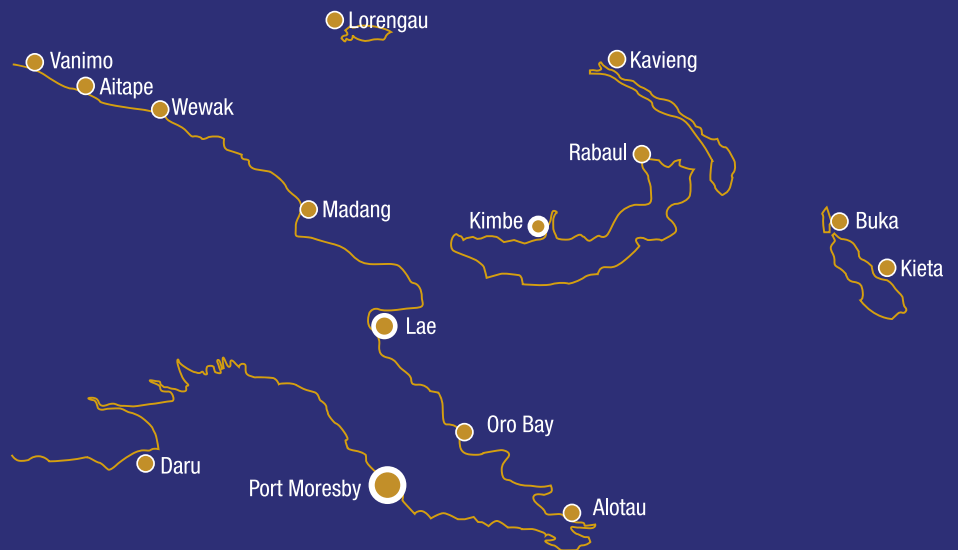 Lorengau
Vanimo
Kavieng
Aitape
Wewak
Rabaul
Madang
Kimbe
Buka
Kieta
Lae
Oro Bay
Daru
Port Moresby
Alotau